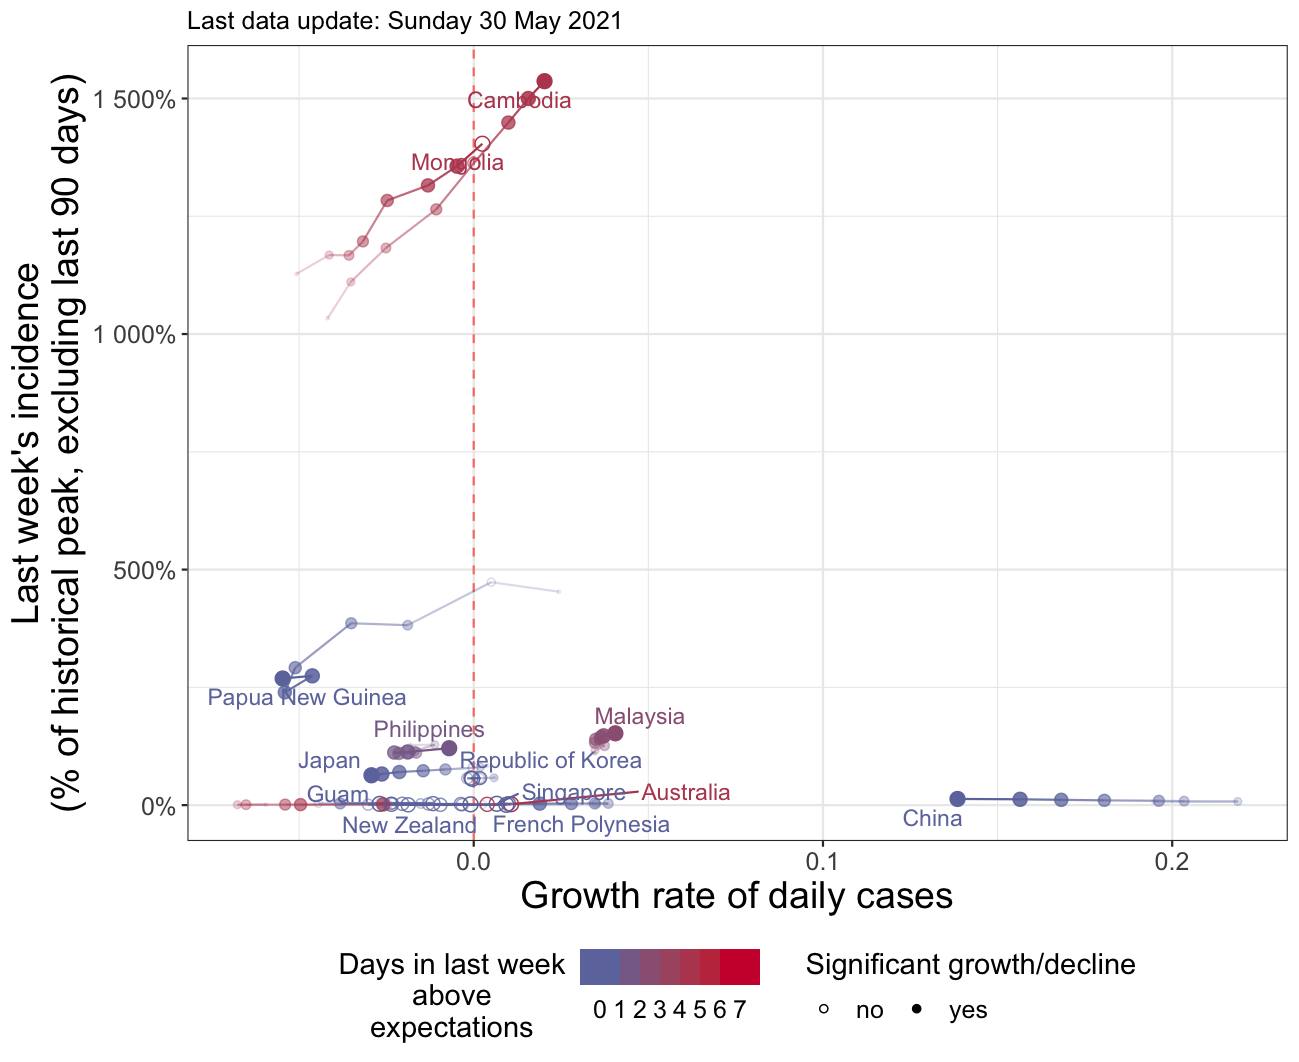 Last data update: Sunday 30 May 2021
Last week's incidence
(% of historical peak, excluding last 90 days)
1 500%
1 000%
500%
0%
Cambodia
Mongolia
Papua New Guinea
Malaysia
Philippines
Japan
Republic of Korea
Guam
Singapore
Australia
New Zealand
French Polynesia
China
0.0
0.1
0.2
Growth rate of daily cases
Days in last week
above
expectations
0 1 2 3 4 5 6 7
Significant growth/decline
no
yes